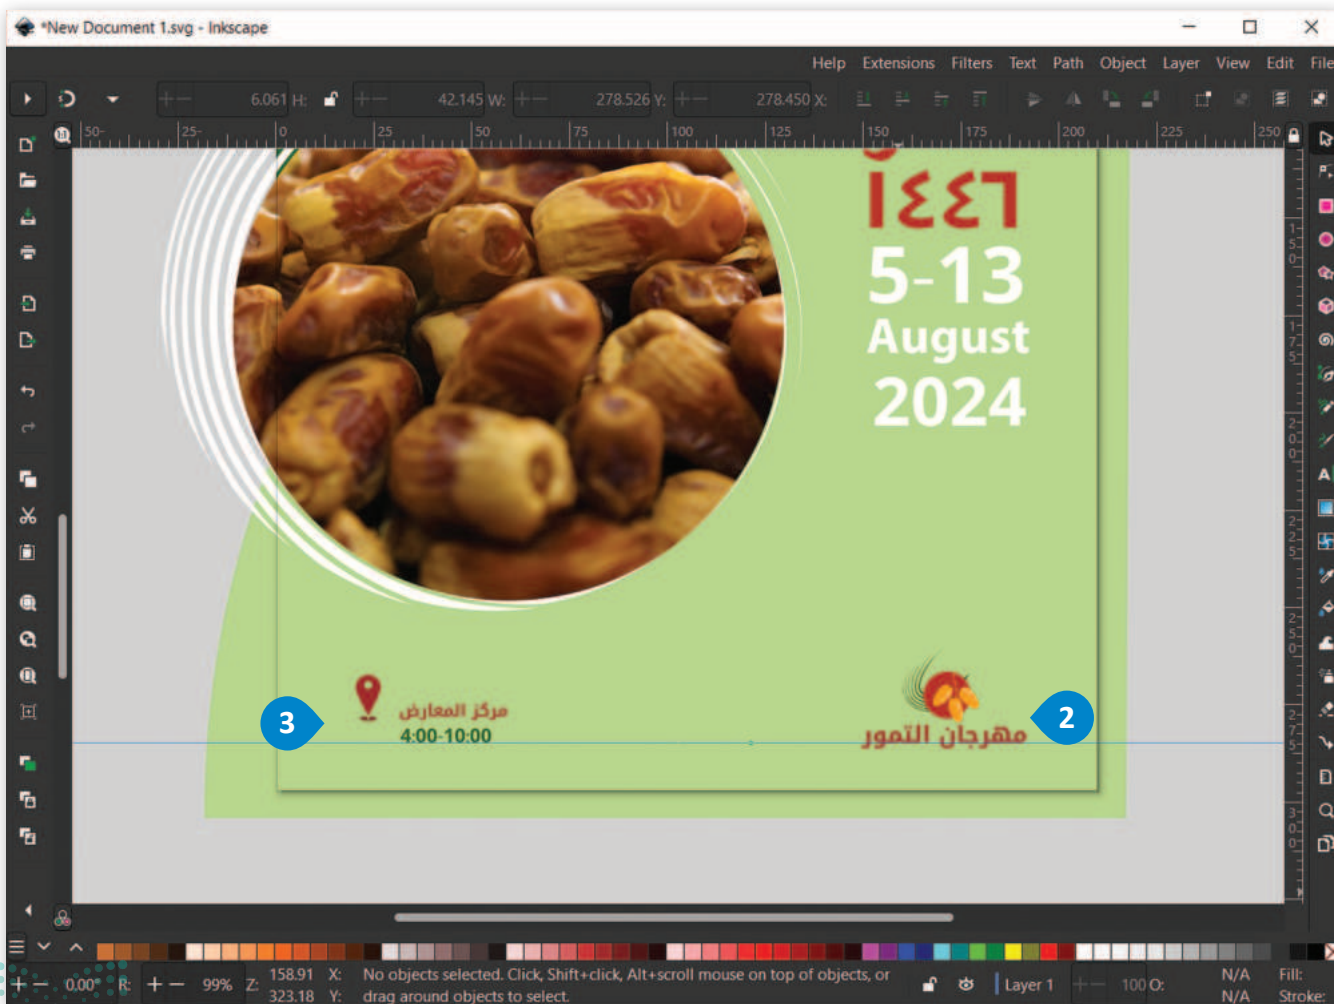 *New Document 1.svg - Inkscape
Help Extensions Filters Text Path Object Layer View Edit File
6.061 H: 42.145 W: 278.526 Y: 278.450 X:
50- 25- 0 25 50 75 100 125 150 175 200 225 250
١٤٤٦
5-13
August
2024
مركز المعارض
4:00-10:00
3
2
مهرجان التمور
158.91 X: No objects selected. Click, Shift+click, Alt+scroll mouse on top of objects, or
0.00° R: 99% Z: Layer 1 100 O: N/A Fill:
323.18 Y: drag around objects to select. N/A Stroke: